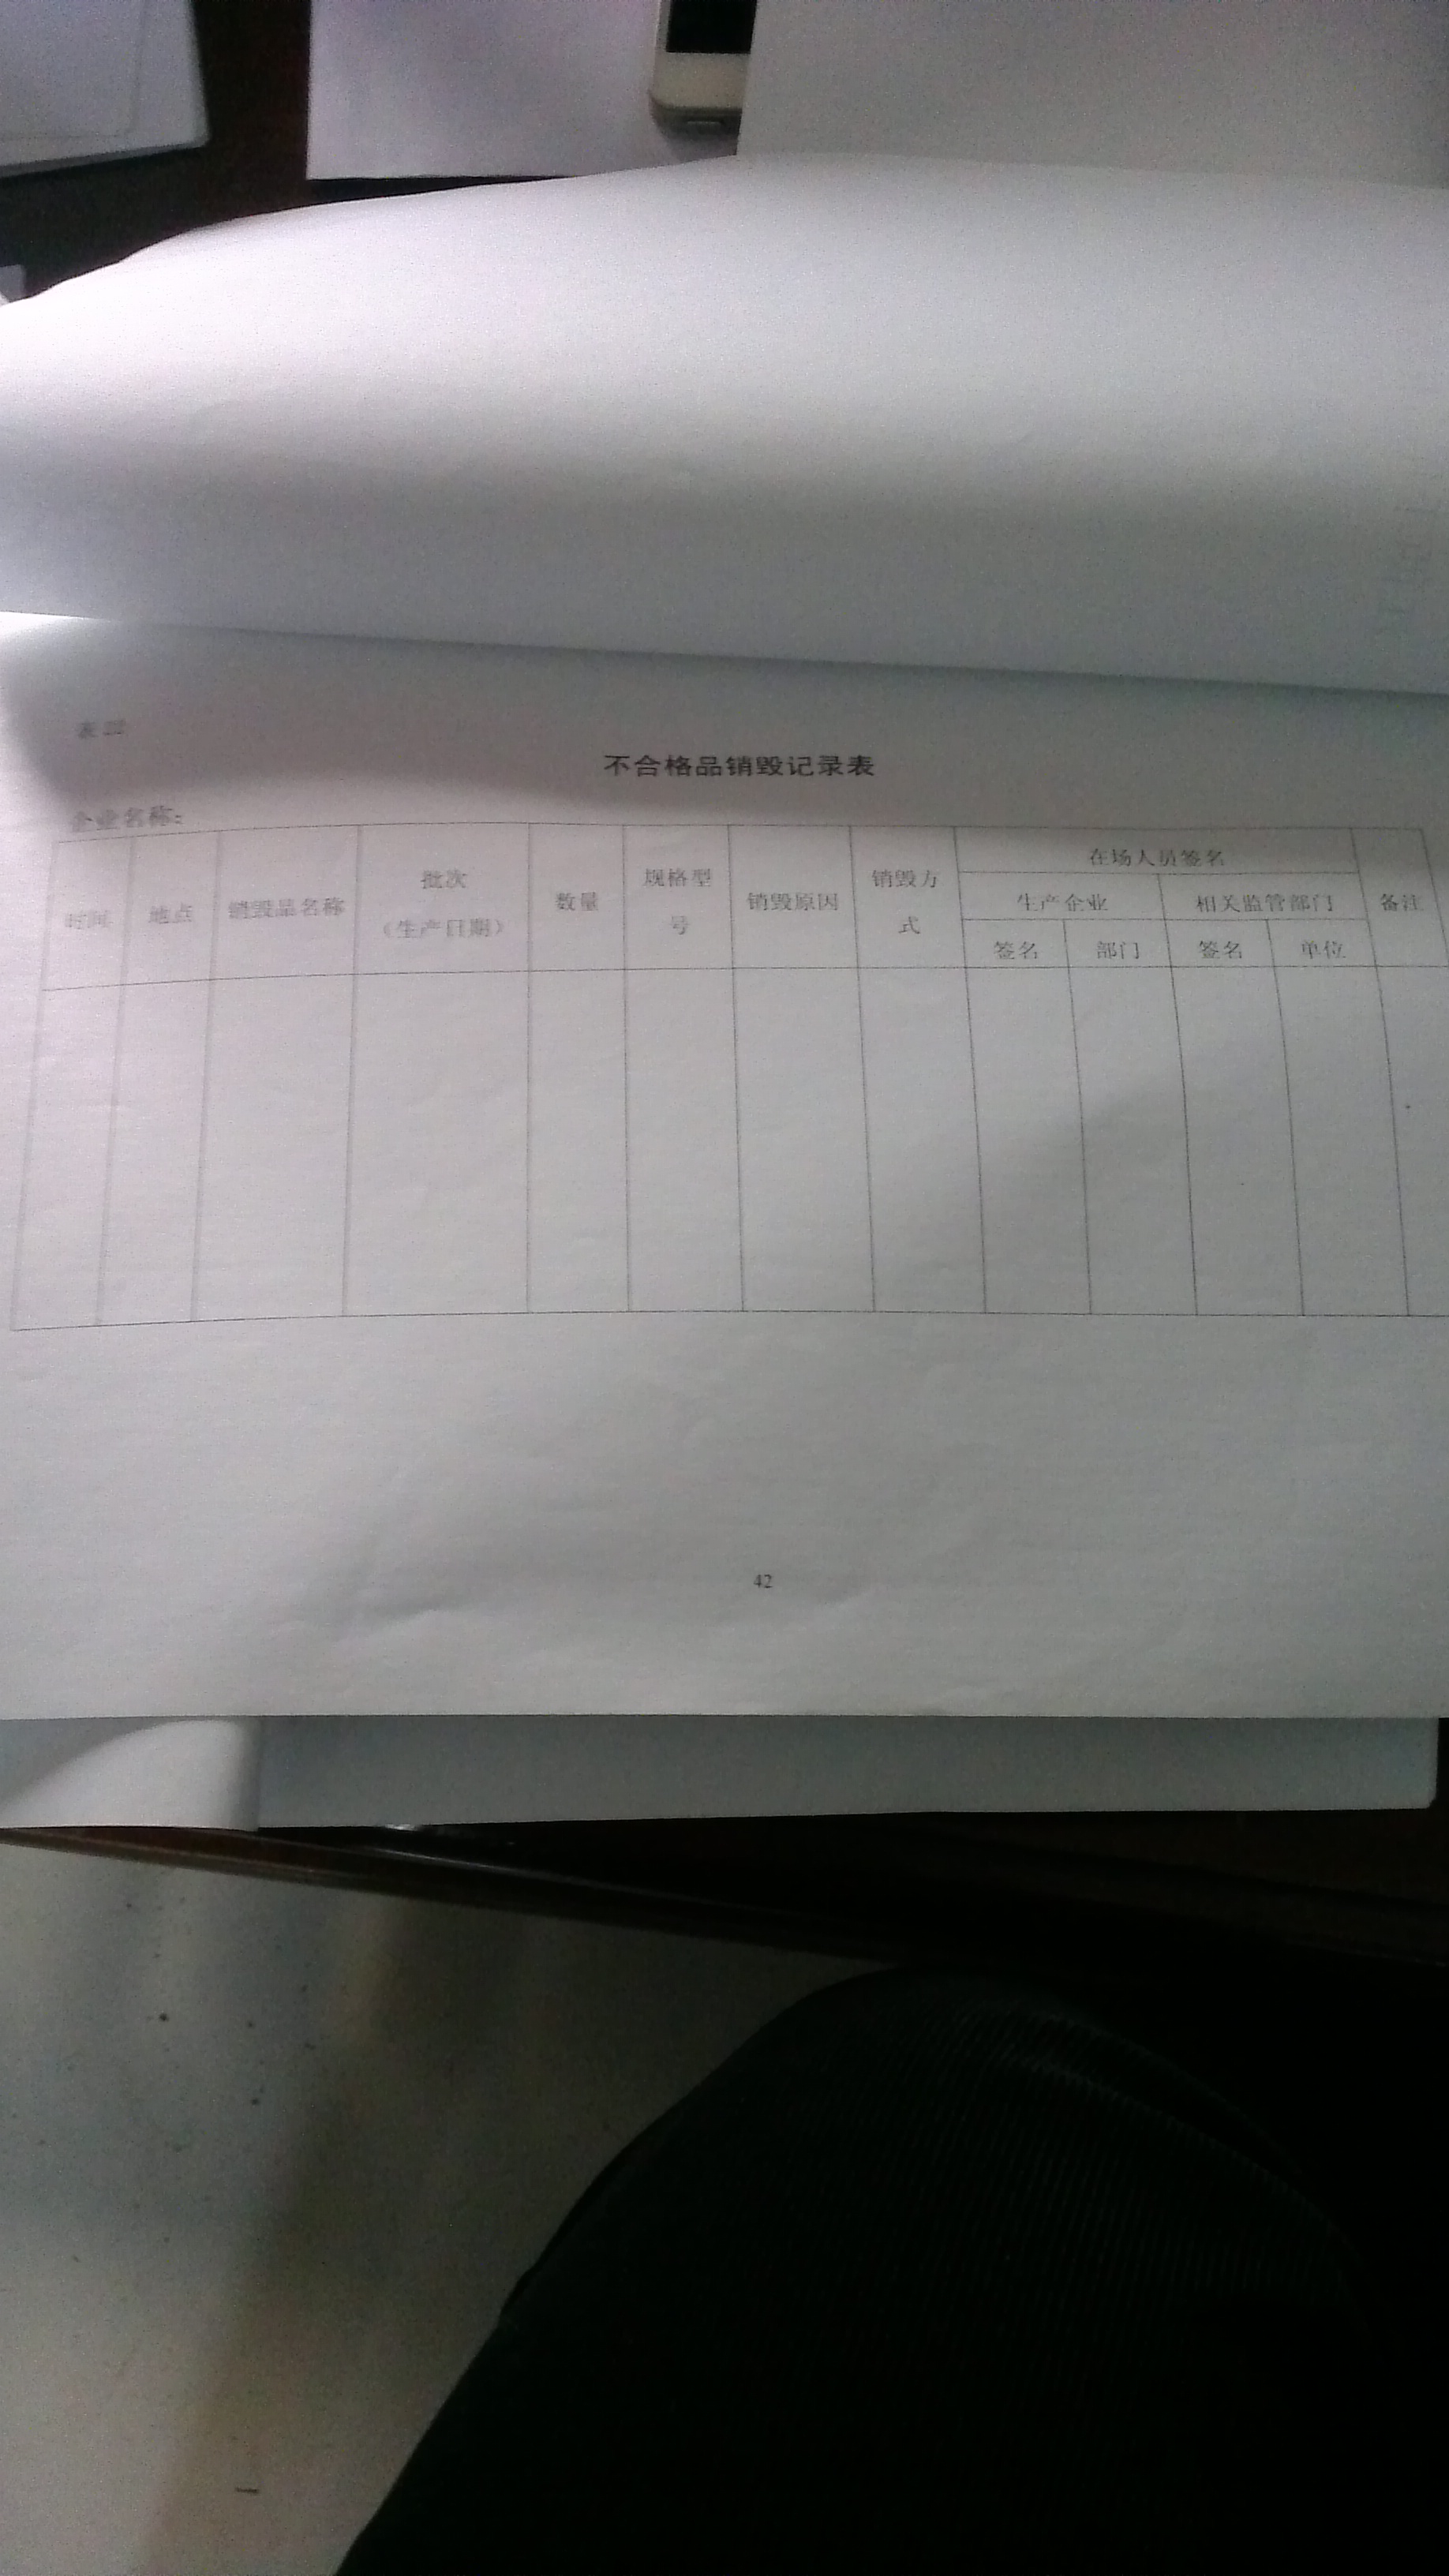 表
不合格品销毁记录表
企业名称：
在场人员签名
批次 规格型 销毁方
时间 地点 销毁品名称 数量 销毁原因 生产企业 相关监管部门 备注
（生产日期） 号 式
签名 部门 签名 单位
42